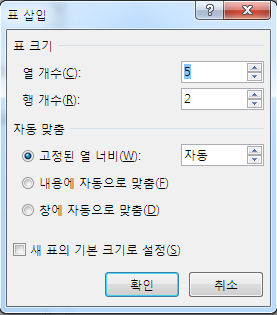 표 삽입
표 크기
열 개수(C): 5
행 개수(R): 2
자동 맞춤
고정된 열 너비(W): 자동
내용에 자동으로 맞춤(F)
창에 자동으로 맞춤(D)
새 표의 기본 크기로 설정(S)
확인 취소